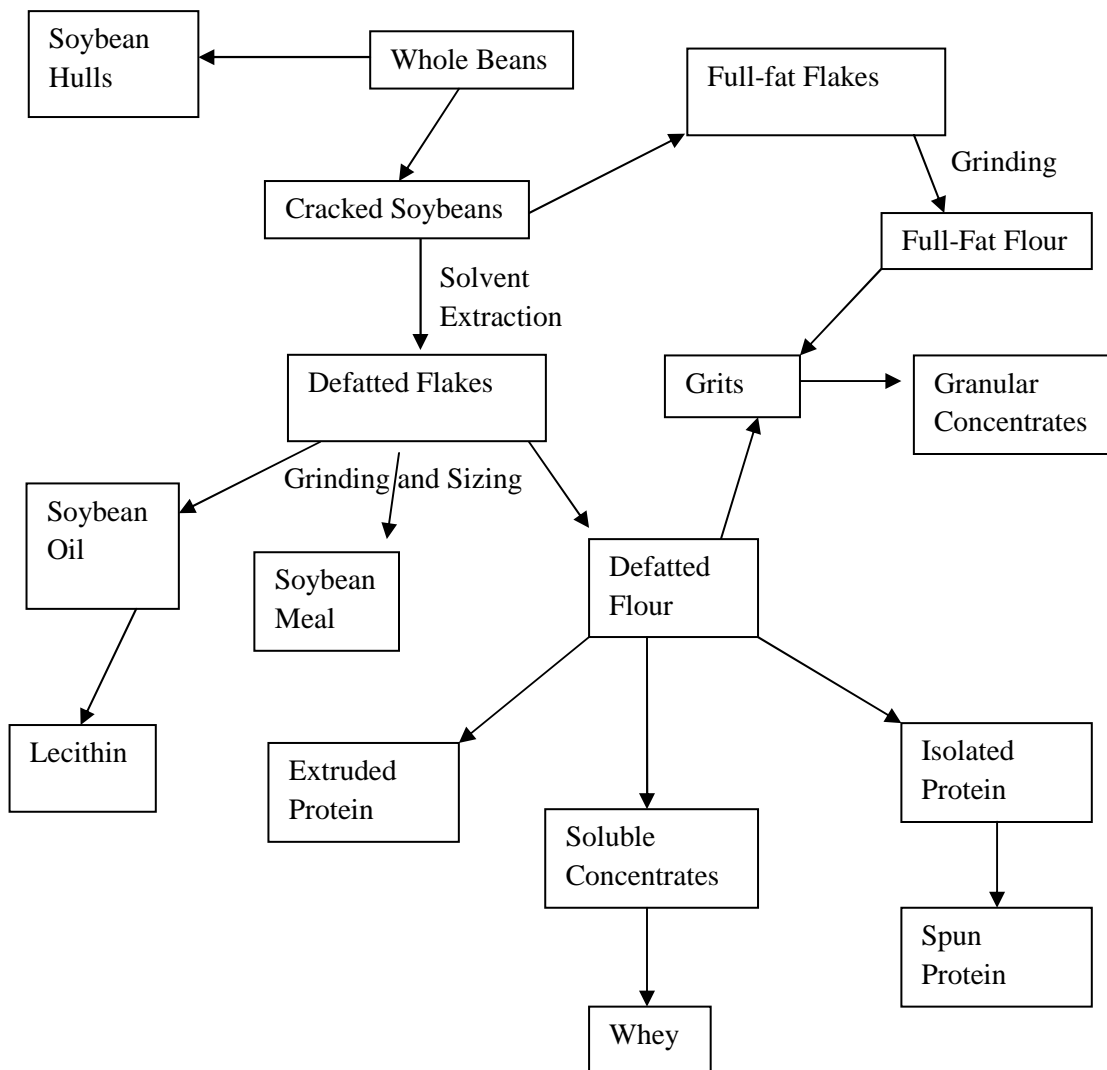 Soybean
Hulls
Whole Beans
Full-fat Flakes
Grinding
Cracked Soybeans
Full-Fat Flour
Solvent
Extraction
Defatted Flakes
Grits
Granular
Concentrates
Grinding and Sizing
Soybean
Oil
Soybean
Meal
Defatted
Flour
Lecithin
Extruded
Protein
Soluble
Concentrates
Isolated
Protein
Spun
Protein
Whey